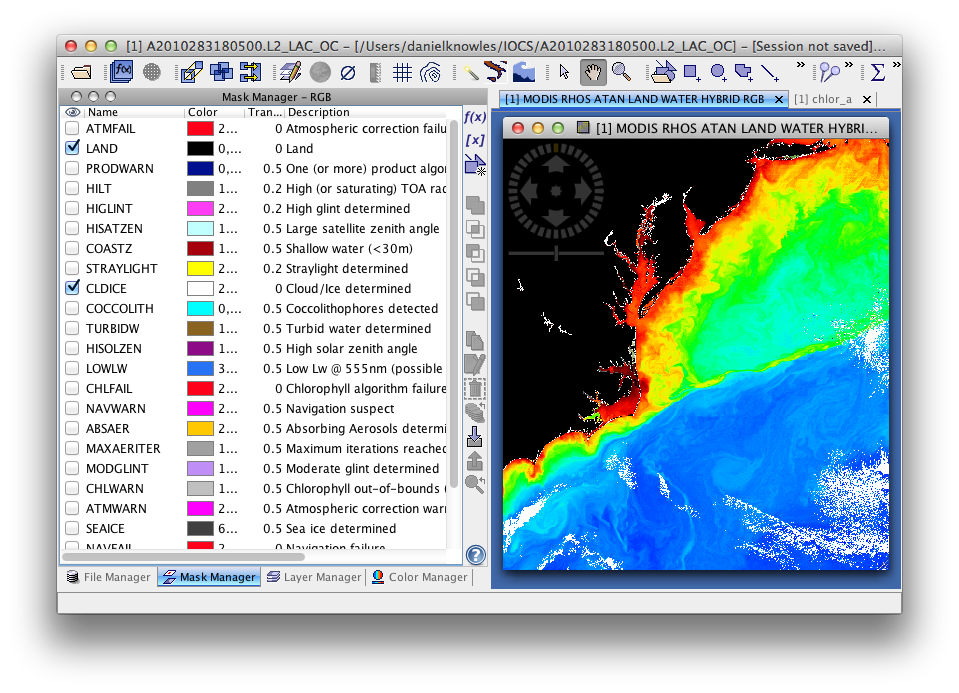 [1] A2010283180500.L2_LAC_OC – [/Users/danielknowles/IOCS/A2010283180500.L2_LAC_OC] – [Session not saved]...
f(x)
Σ
Mask Manager – RGB
[1] MODIS RHOS ATAN LAND WATER HYBRID RGB
[1] chlor_a
Name Color Tran... Description
[1] MODIS RHOS ATAN LAND WATER HYBRI...
f(x)
[x]
ATMFAIL 2... 0 Atmospheric correction failu
LAND 0,... 0 Land
PRODWARN 0,... 0.5 One (or more) product algo
HILT 1... 0.2 High (or saturating) TOA rac
HIGLINT 2... 0.2 High glint determined
HISATZEN 1... 0.5 Large satellite zenith angle
COASTZ 1... 0.5 Shallow water (<30m)
STRAYLIGHT 2... 0.2 Straylight determined
CLDICE 2... 0 Cloud/Ice determined
COCCOLITH 0,... 0.5 Coccolithophores detected
TURBIDW 1... 0.5 Turbid water determined
HISOLZEN 1... 0.5 High solar zenith angle
LOWLW 3... 0.5 Low Lw @ 555nm (possible
CHLFAIL 2... 0 Chlorophyll algorithm failure
NAVWARN 2... 0.5 Navigation suspect
ABSAER 2... 0.5 Absorbing Aerosols determi
MAXAERITER 1... 0.5 Maximum iterations reached
MODGLINT 1... 0.5 Moderate glint determined
CHLWARN 1... 0.5 Chlorophyll out-of-bounds (
ATMWARN 2... 0.5 Atmospheric correction warr
SEAICE 6... 0.5 Sea ice determined
NAVFAIL 2 0 Navigation failure
?
File Manager Mask Manager Layer Manager Color Manager